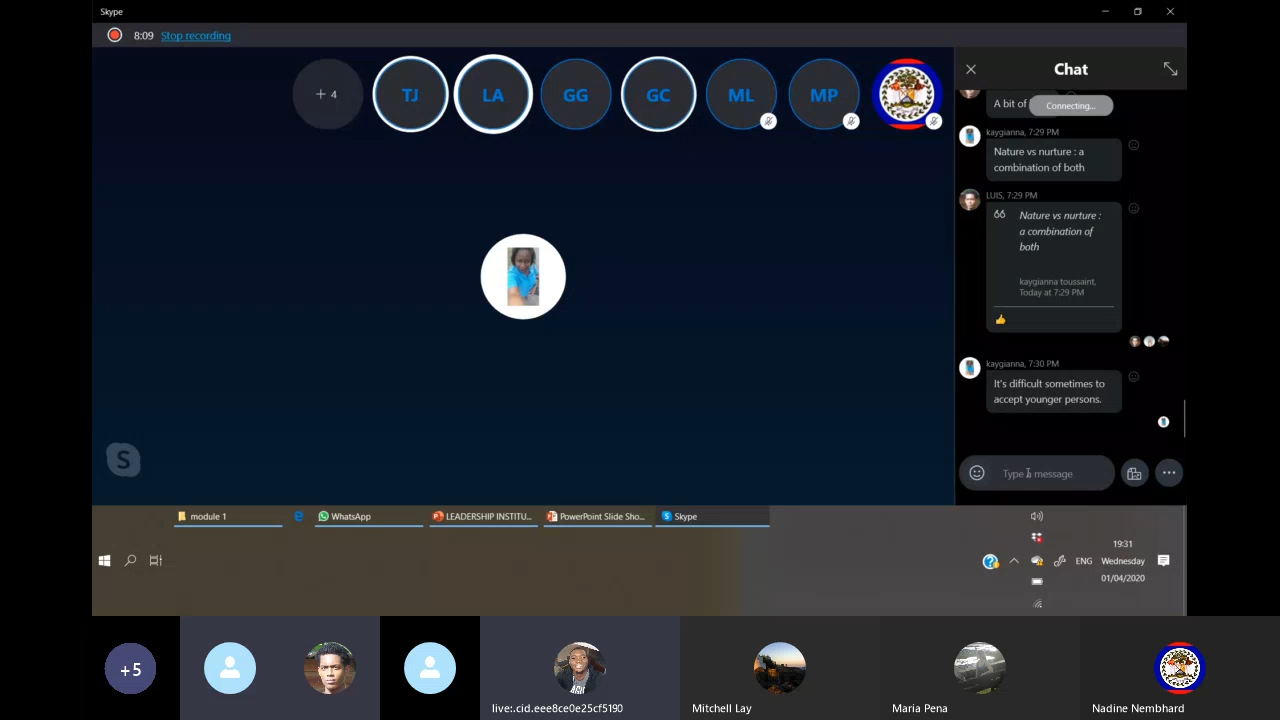 Skype
8:09 Stop recording
+ 4
TJ
LA
GG
GC
ML
MP
Chat
A bit of
Connecting...
kaygianna, 7:29 PM
Nature vs nurture : a
combination of both
LUIS, 7:29 PM
Nature vs nurture :
a combination of
both
kaygianna toussaint,
Today at 7:29 PM
kaygianna, 7:30 PM
It's difficult sometimes to
accept younger persons.
S
Type a message
module 1
WhatsApp
LEADERSHIP INSTITU...
PowerPoint Slide Sho...
Skype
19:31
ENG
Wednesday
01/04/2020
+5
live:.cid.eee8ce0e25cf5190
Mitchell Lay
Maria Pena
Nadine Nembhard